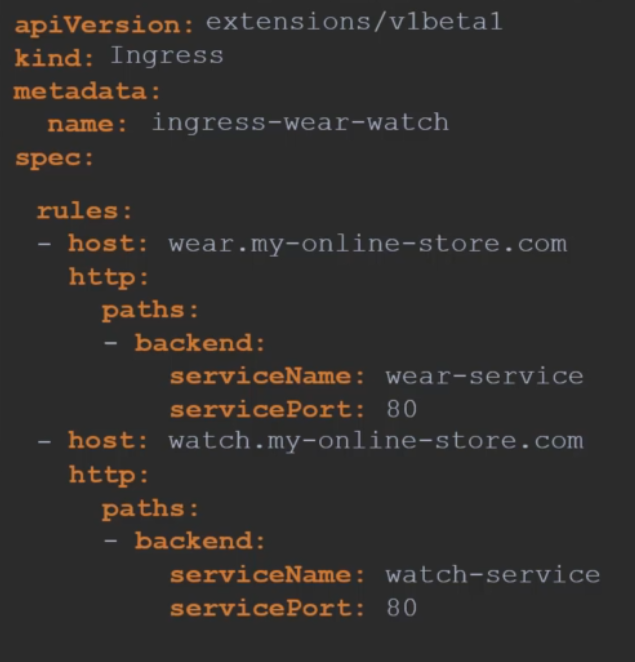 apiVersion: extensions/v1beta1
kind: Ingress
metadata:
  name: ingress-wear-watch
spec:
  rules:
  - host: wear.my-online-store.com
    http:
      paths:
      - backend:
          serviceName: wear-service
          servicePort: 80
  - host: watch.my-online-store.com
    http:
      paths:
      - backend:
          serviceName: watch-service
          servicePort: 80